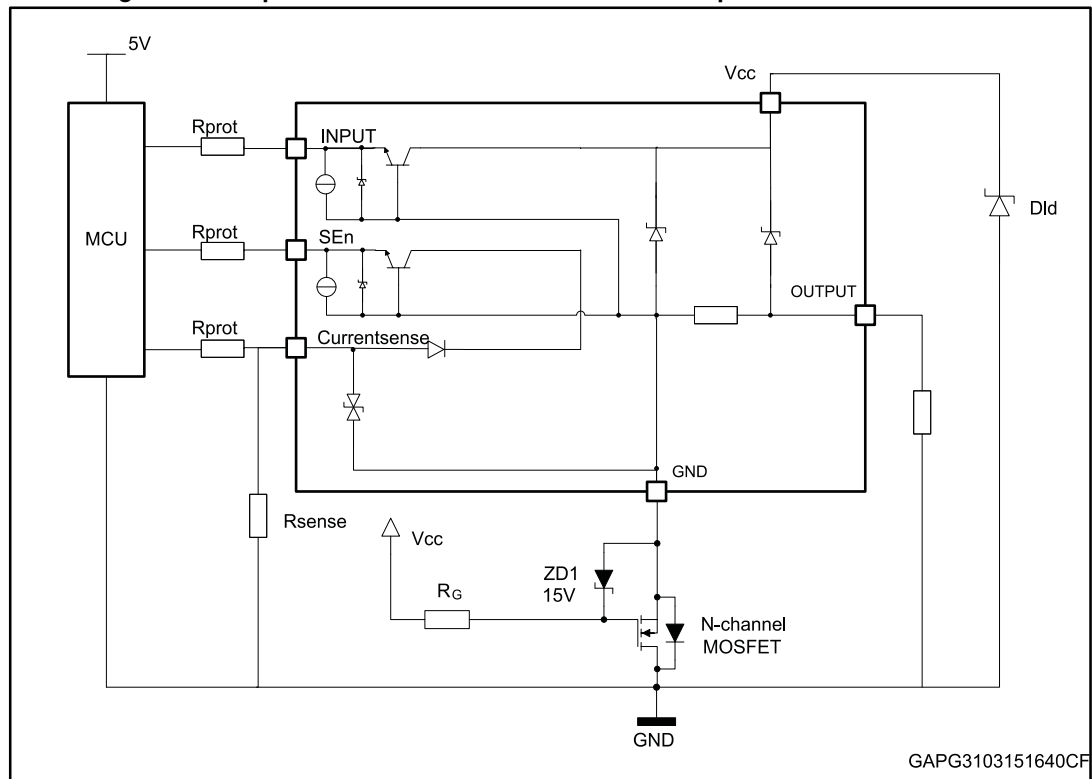 5V
Vcc
Rprot
INPUT
Dld
MCU
Rprot
SEn
OUTPUT
Rprot
Currentsense
GND
Rsense
Vcc
ZD1
15V
RG
N-channel
MOSFET
GND
GAPG3103151640CF